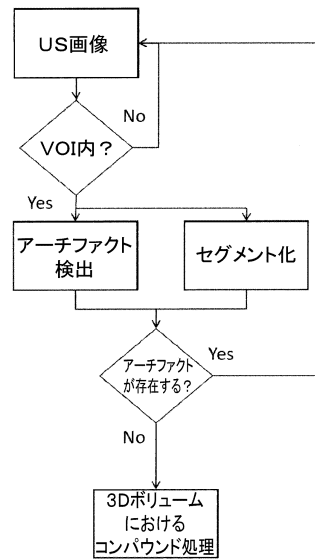 US画像
No
VOI内?
Yes
アーチファクト
検出
セグメント化
アーチファクト
が存在する?
Yes
No
3Dボリューム
における
コンパウンド処理